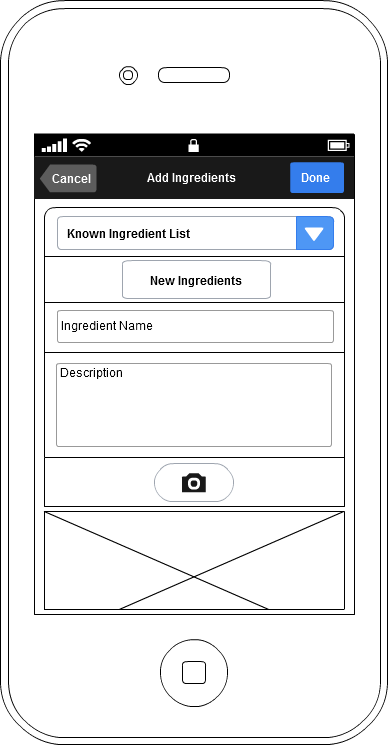 Cancel
Add Ingredients
Done
Known Ingredient List
New Ingredients
Ingredient Name
Description